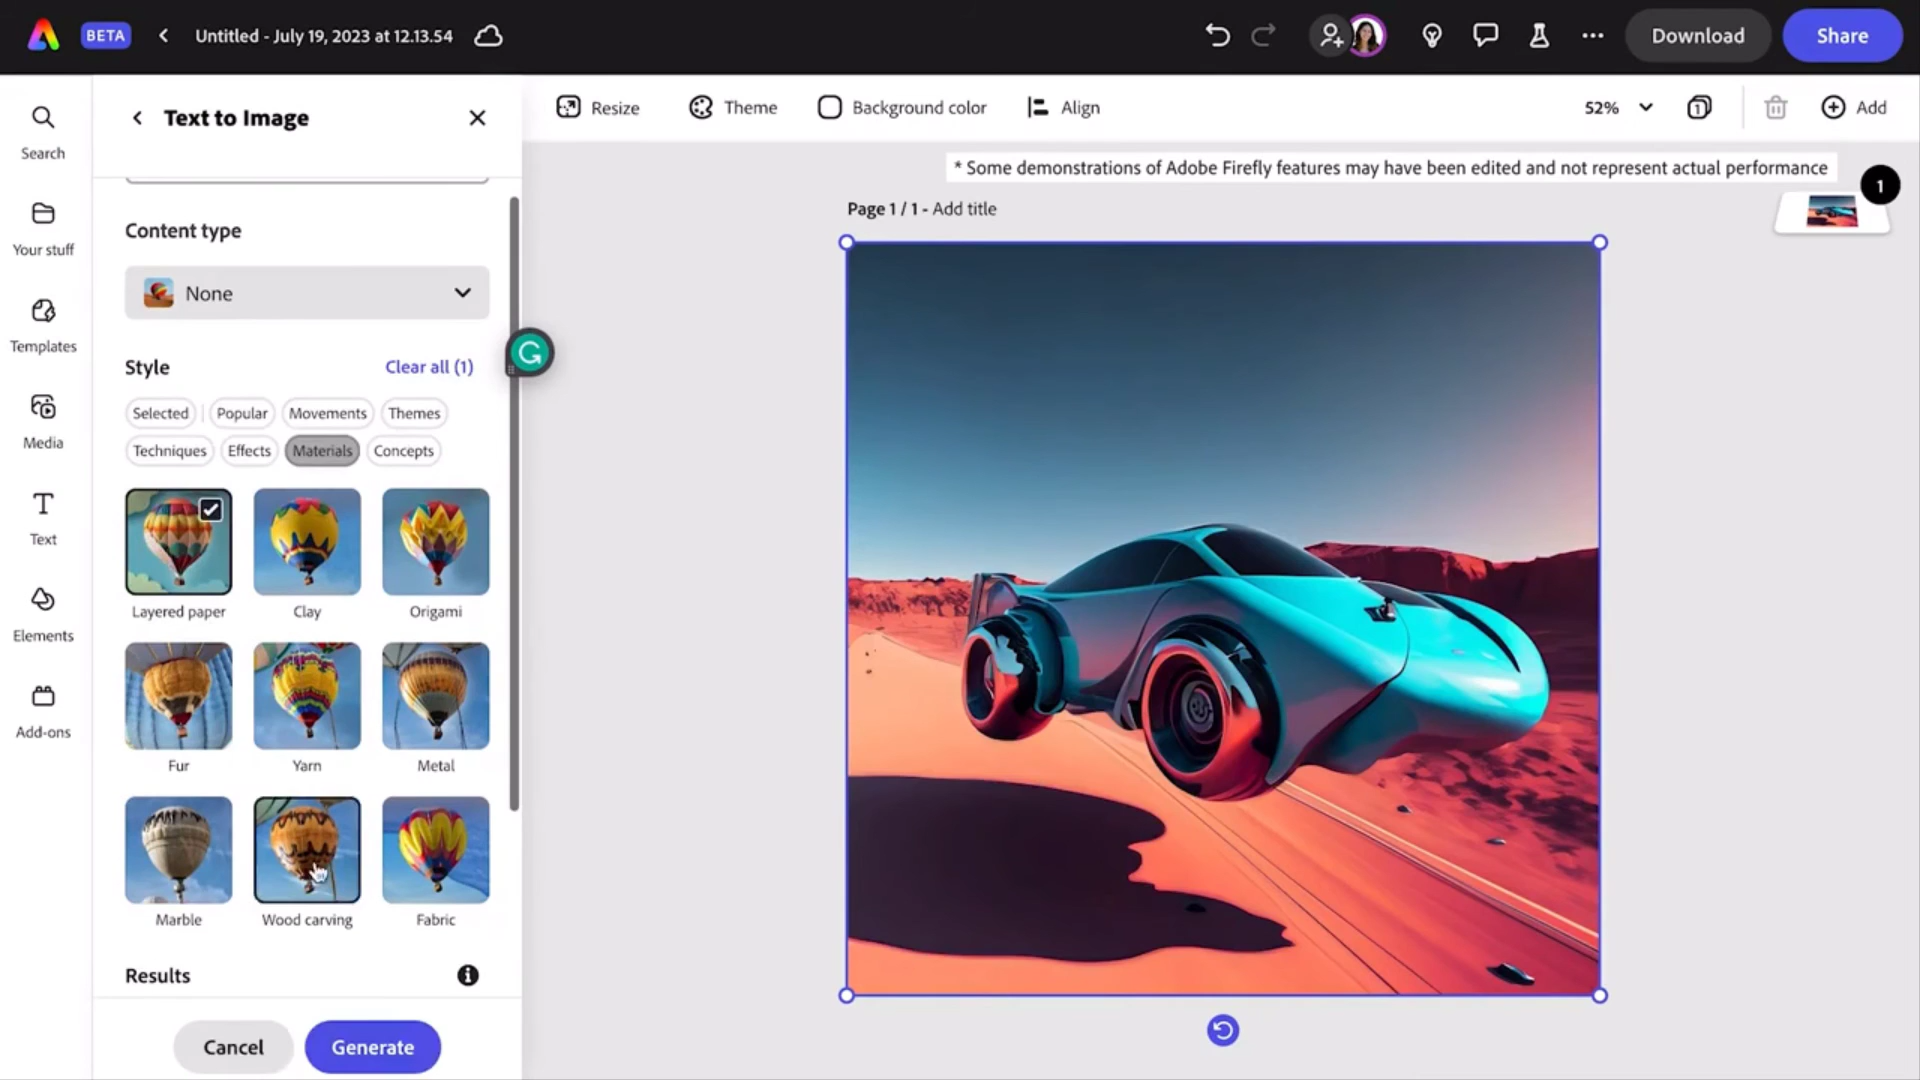 BETA
Untitled - July 19, 2023 at 12.13.54
Download
Share
Search
Your stuff
Templates
Media
Text
Elements
Add-ons
Text to Image
Content type
None
Style
Clear all (1)
Selected
Popular
Movements
Themes
Techniques
Effects
Materials
Concepts
Layered paper
Clay
Origami
Fur
Yarn
Metal
Marble
Wood carving
Fabric
Results
Cancel
Generate
Resize
Theme
Background color
Align
52%
1
Add
* Some demonstrations of Adobe Firefly features may have been edited and not represent actual performance
1
Page 1 / 1 - Add title